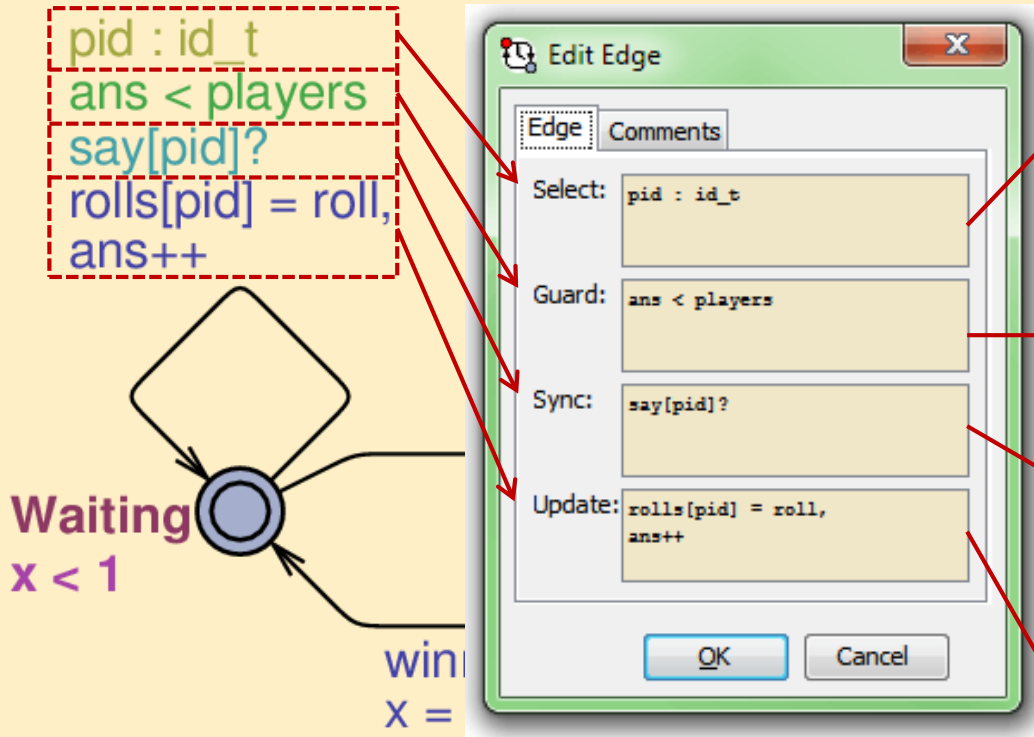 pid : id_t
ans < players
say[pid]?
rolls[pid] = roll,
ans++
Waiting
x < 1
x =
Edit Edge
Edge Comments
Select: pid : id_t
Guard: ans < players
Sync: say[pid]?
Update: rolls[pid] = roll,
ans++
OK Cancel